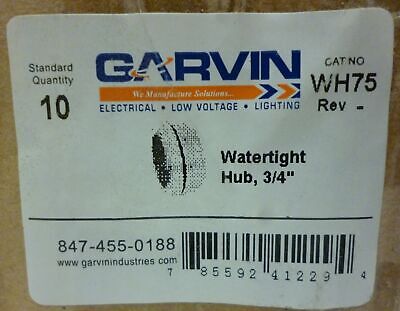 Standard
Quantity
10
GARVIN
We Manufacture Solutions...
ELECTRICAL • LOW VOLTAGE • LIGHTING
CAT NO
WH75
Rev -
Watertight
Hub, 3/4"
847-455-0188
www.garvinindustries.com
7 85592 41229 4